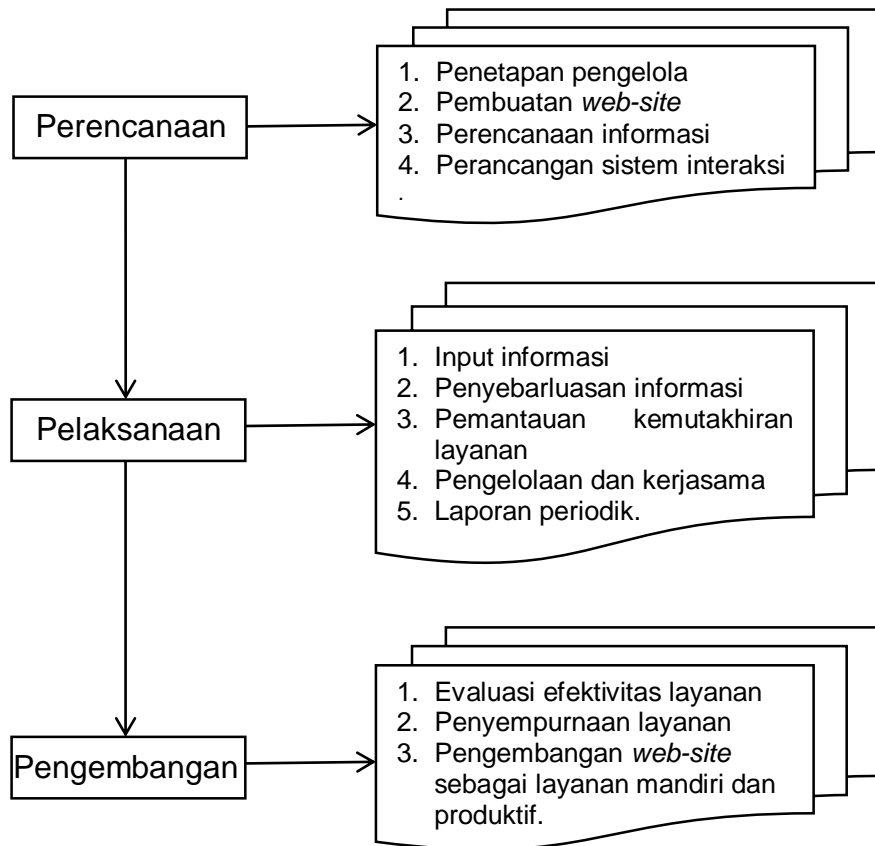 Perencanaan
1. Penetapan pengelola
2. Pembuatan web-site
3. Perencanaan informasi
4. Perancangan sistem interaksi
.
Pelaksanaan
1. Input informasi
2. Penyebarluasan informasi
3. Pemantauan kemutakhiran
layanan
4. Pengelolaan dan kerjasama
5. Laporan periodik.
Pengembangan
1. Evaluasi efektivitas layanan
2. Penyempurnaan layanan
3. Pengembangan web-site
sebagai layanan mandiri dan
produktif.